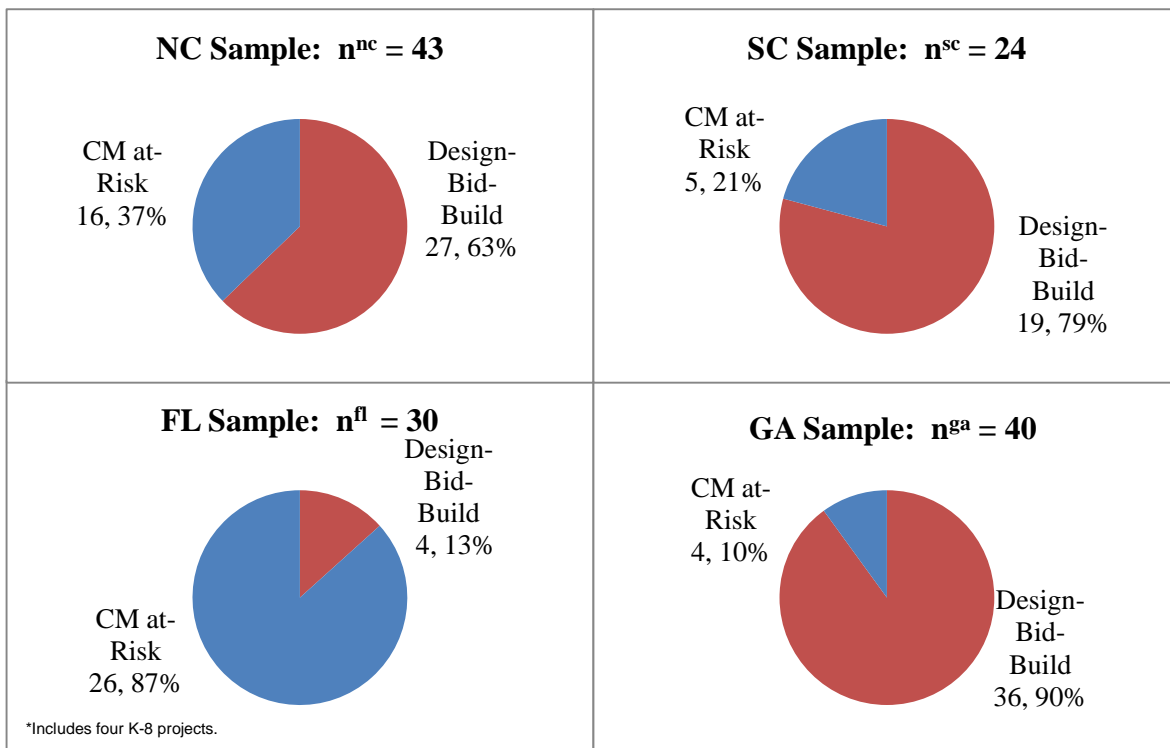 NC Sample:  nⁿᶜ = 43
CM at-
Risk
16, 37%
Design-
Bid-
Build
27, 63%
SC Sample:  nˢᶜ = 24
CM at-
Risk
5, 21%
Design-
Bid-
Build
19, 79%
FL Sample:  nᶠˡ = 30
Design-
Bid-
Build
4, 13%
CM at-
Risk
26, 87%
*Includes four K-8 projects.
GA Sample:  nᵍᵃ = 40
CM at-
Risk
4, 10%
Design-
Bid-
Build
36, 90%